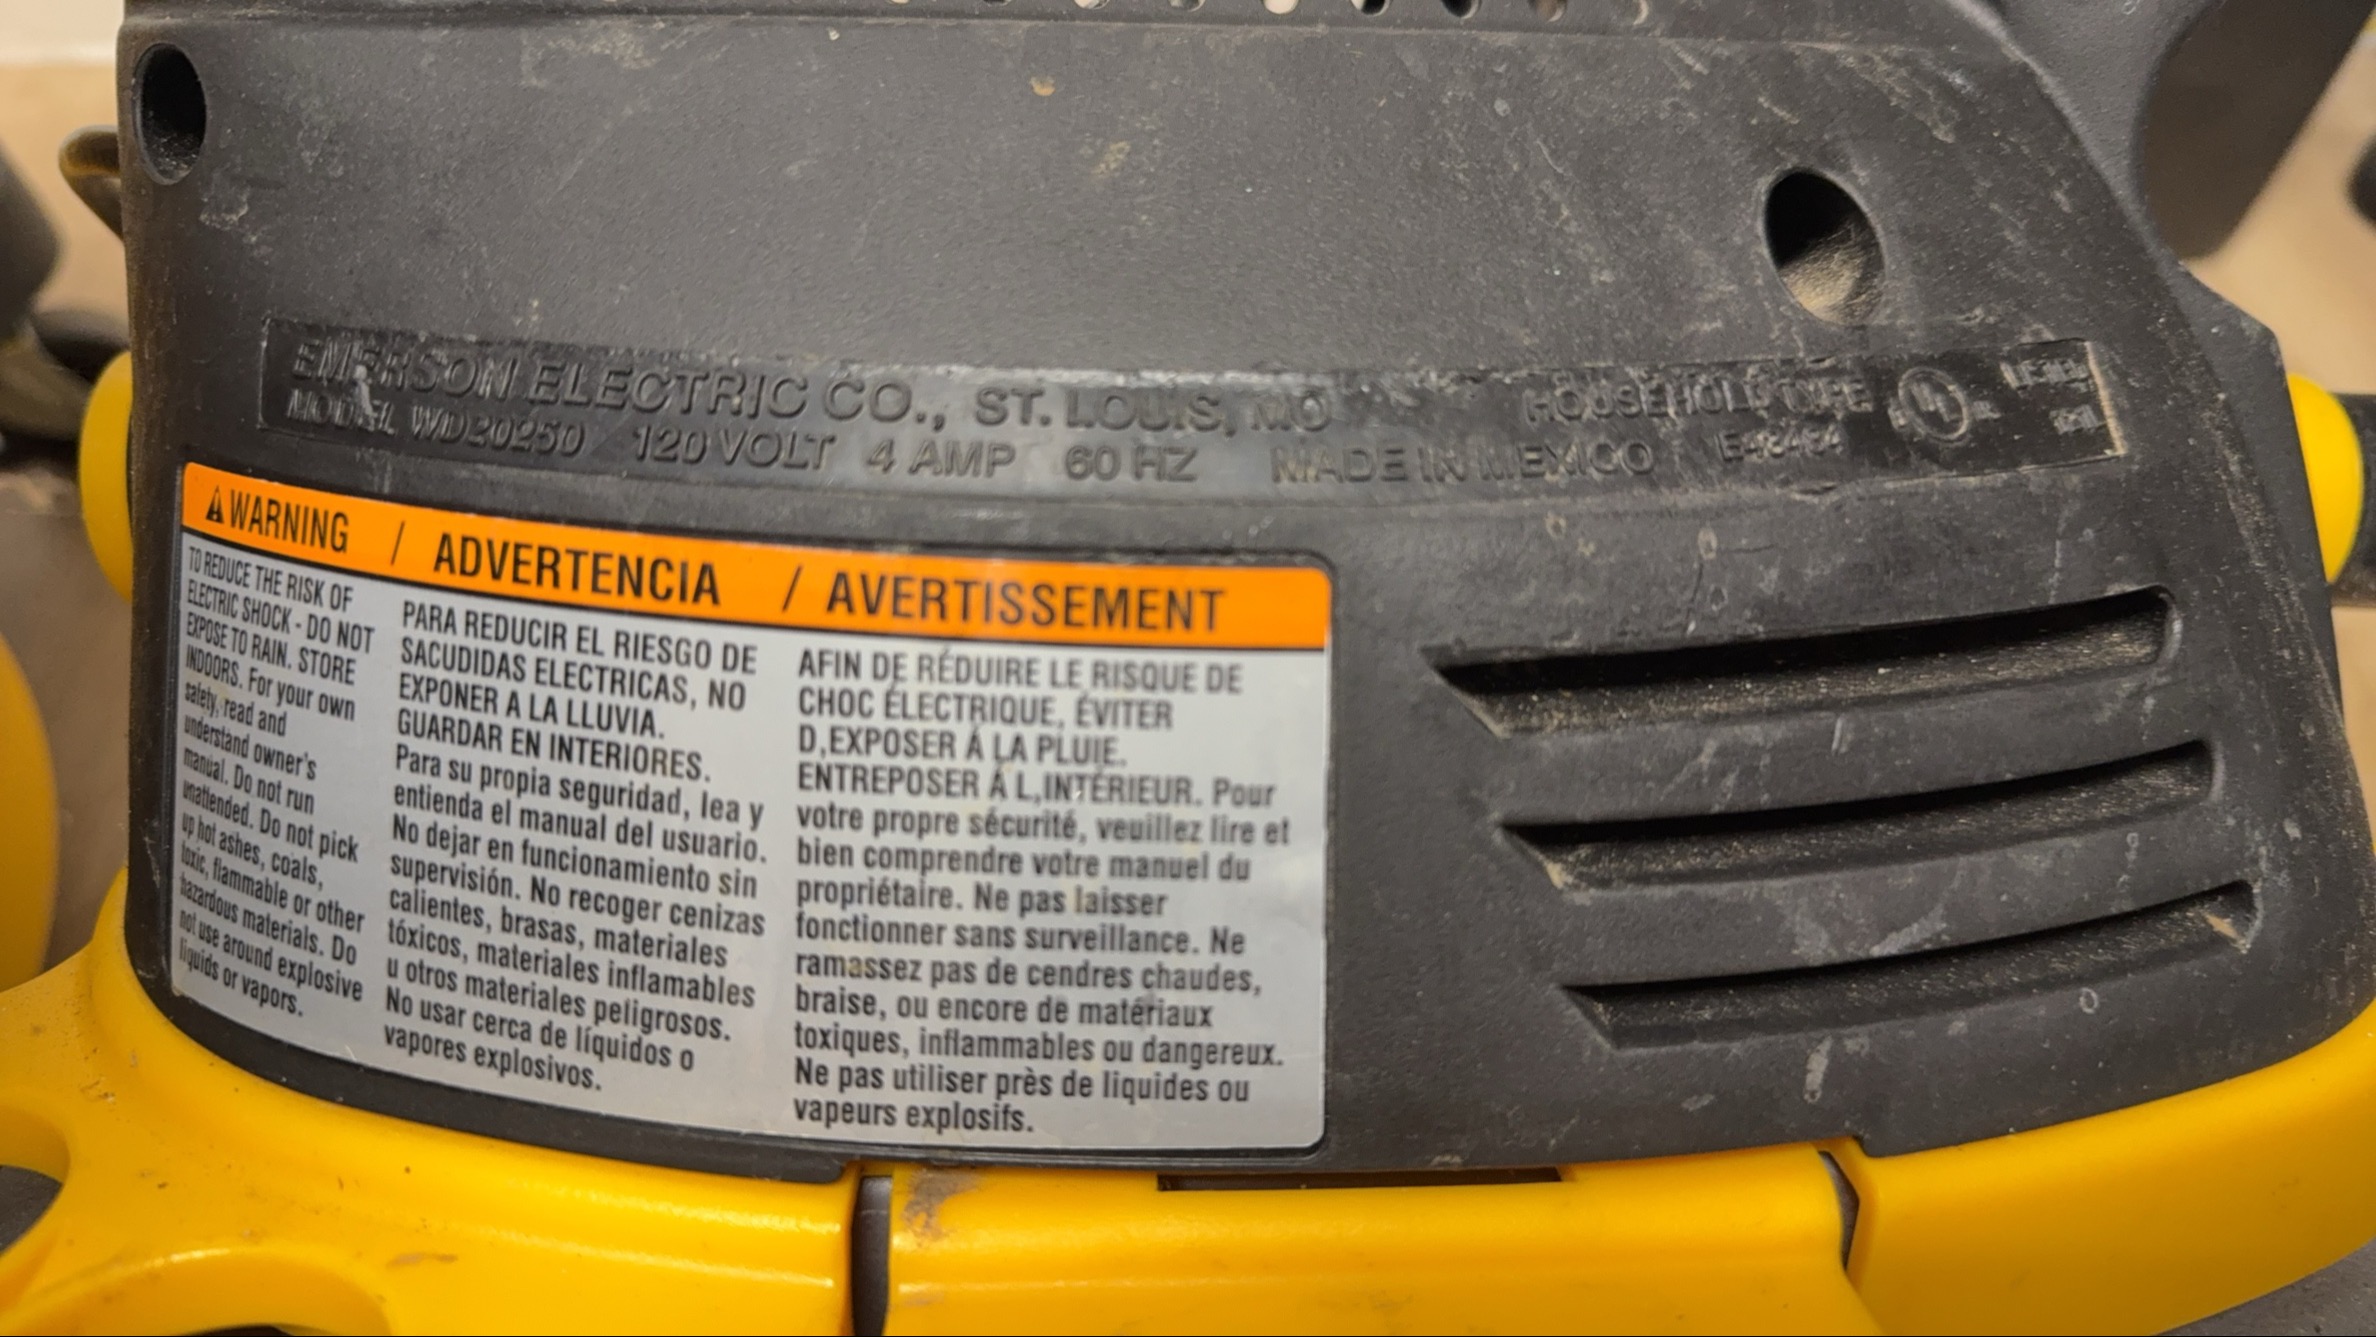 EMERSON ELECTRIC CO., ST. LOUIS, MO HOUSEHOLD TYPE UL
MODEL WD20250 120 VOLT 4 AMP 60 HZ MADE IN MEXICO
WARNING / ADVERTENCIA / AVERTISSEMENT
TO REDUCE THE RISK OF
ELECTRIC SHOCK - DO NOT
EXPOSE TO RAIN. STORE
INDOORS. For your own
safety, read and
understand owner's
manual. Do not run
unattended. Do not pick
up hot ashes, coals,
toxic, flammable or other
hazardous materials. Do
not use around explosive
liquids or vapors.
PARA REDUCIR EL RIESGO DE
SACUDIDAS ELECTRICAS, NO
EXPONER A LA LLUVIA.
GUARDAR EN INTERIORES.
Para su propia seguridad, lea y
entienda el manual del usuario.
No dejar en funcionamiento sin
supervisión. No recoger cenizas
calientes, brasas, materiales
tóxicos, materiales inflamables
u otros materiales peligrosos.
No usar cerca de líquidos o
vapores explosivos.
AFIN DE RÉDUIRE LE RISQUE DE
CHOC ÉLECTRIQUE, ÉVITER
D,EXPOSER Á LA PLUIE.
ENTREPOSER Á L,INTÉRIEUR. Pour
votre propre sécurité, veuillez lire et
bien comprendre votre manuel du
propriétaire. Ne pas laisser
fonctionner sans surveillance. Ne
ramassez pas de cendres chaudes,
braise, ou encore de matériaux
toxiques, inflammables ou dangereux.
Ne pas utiliser près de liquides ou
vapeurs explosifs.